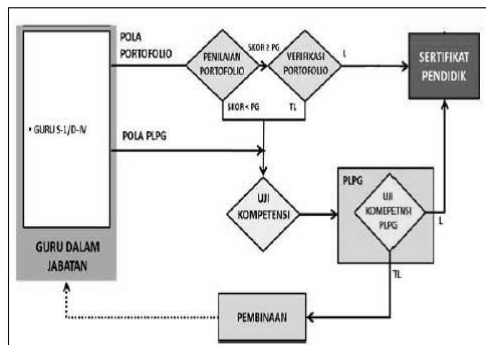 POLA
PORTOFOLIO
PENILAIAN
PORTOFOLIO
SKOR ≥ PG
VERIFIKASI
PORTOFOLIO
L
SERTIFIKAT
PENDIDIK
SKOR < PG
TL
• GURU S-1/D-IV
POLA PLPG
UJI
KOMPETENSI
PLPG
UJI
KOMEPETNSI
PLPG
L
GURU DALAM
JABATAN
TL
PEMBINAAN